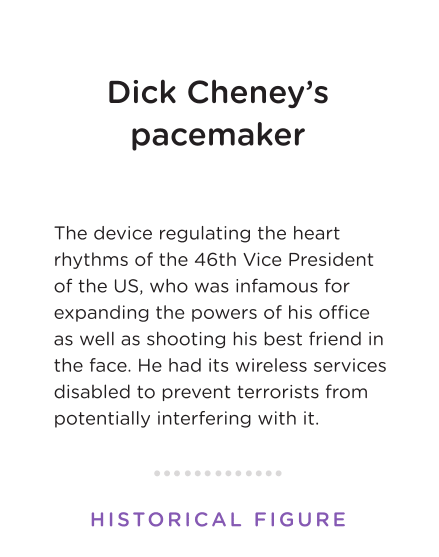 Dick Cheney’s
pacemaker
The device regulating the heart
rhythms of the 46th Vice President
of the US, who was infamous for
expanding the powers of his office
as well as shooting his best friend in
the face. He had its wireless services
disabled to prevent terrorists from
potentially interfering with it.
HISTORICAL FIGURE